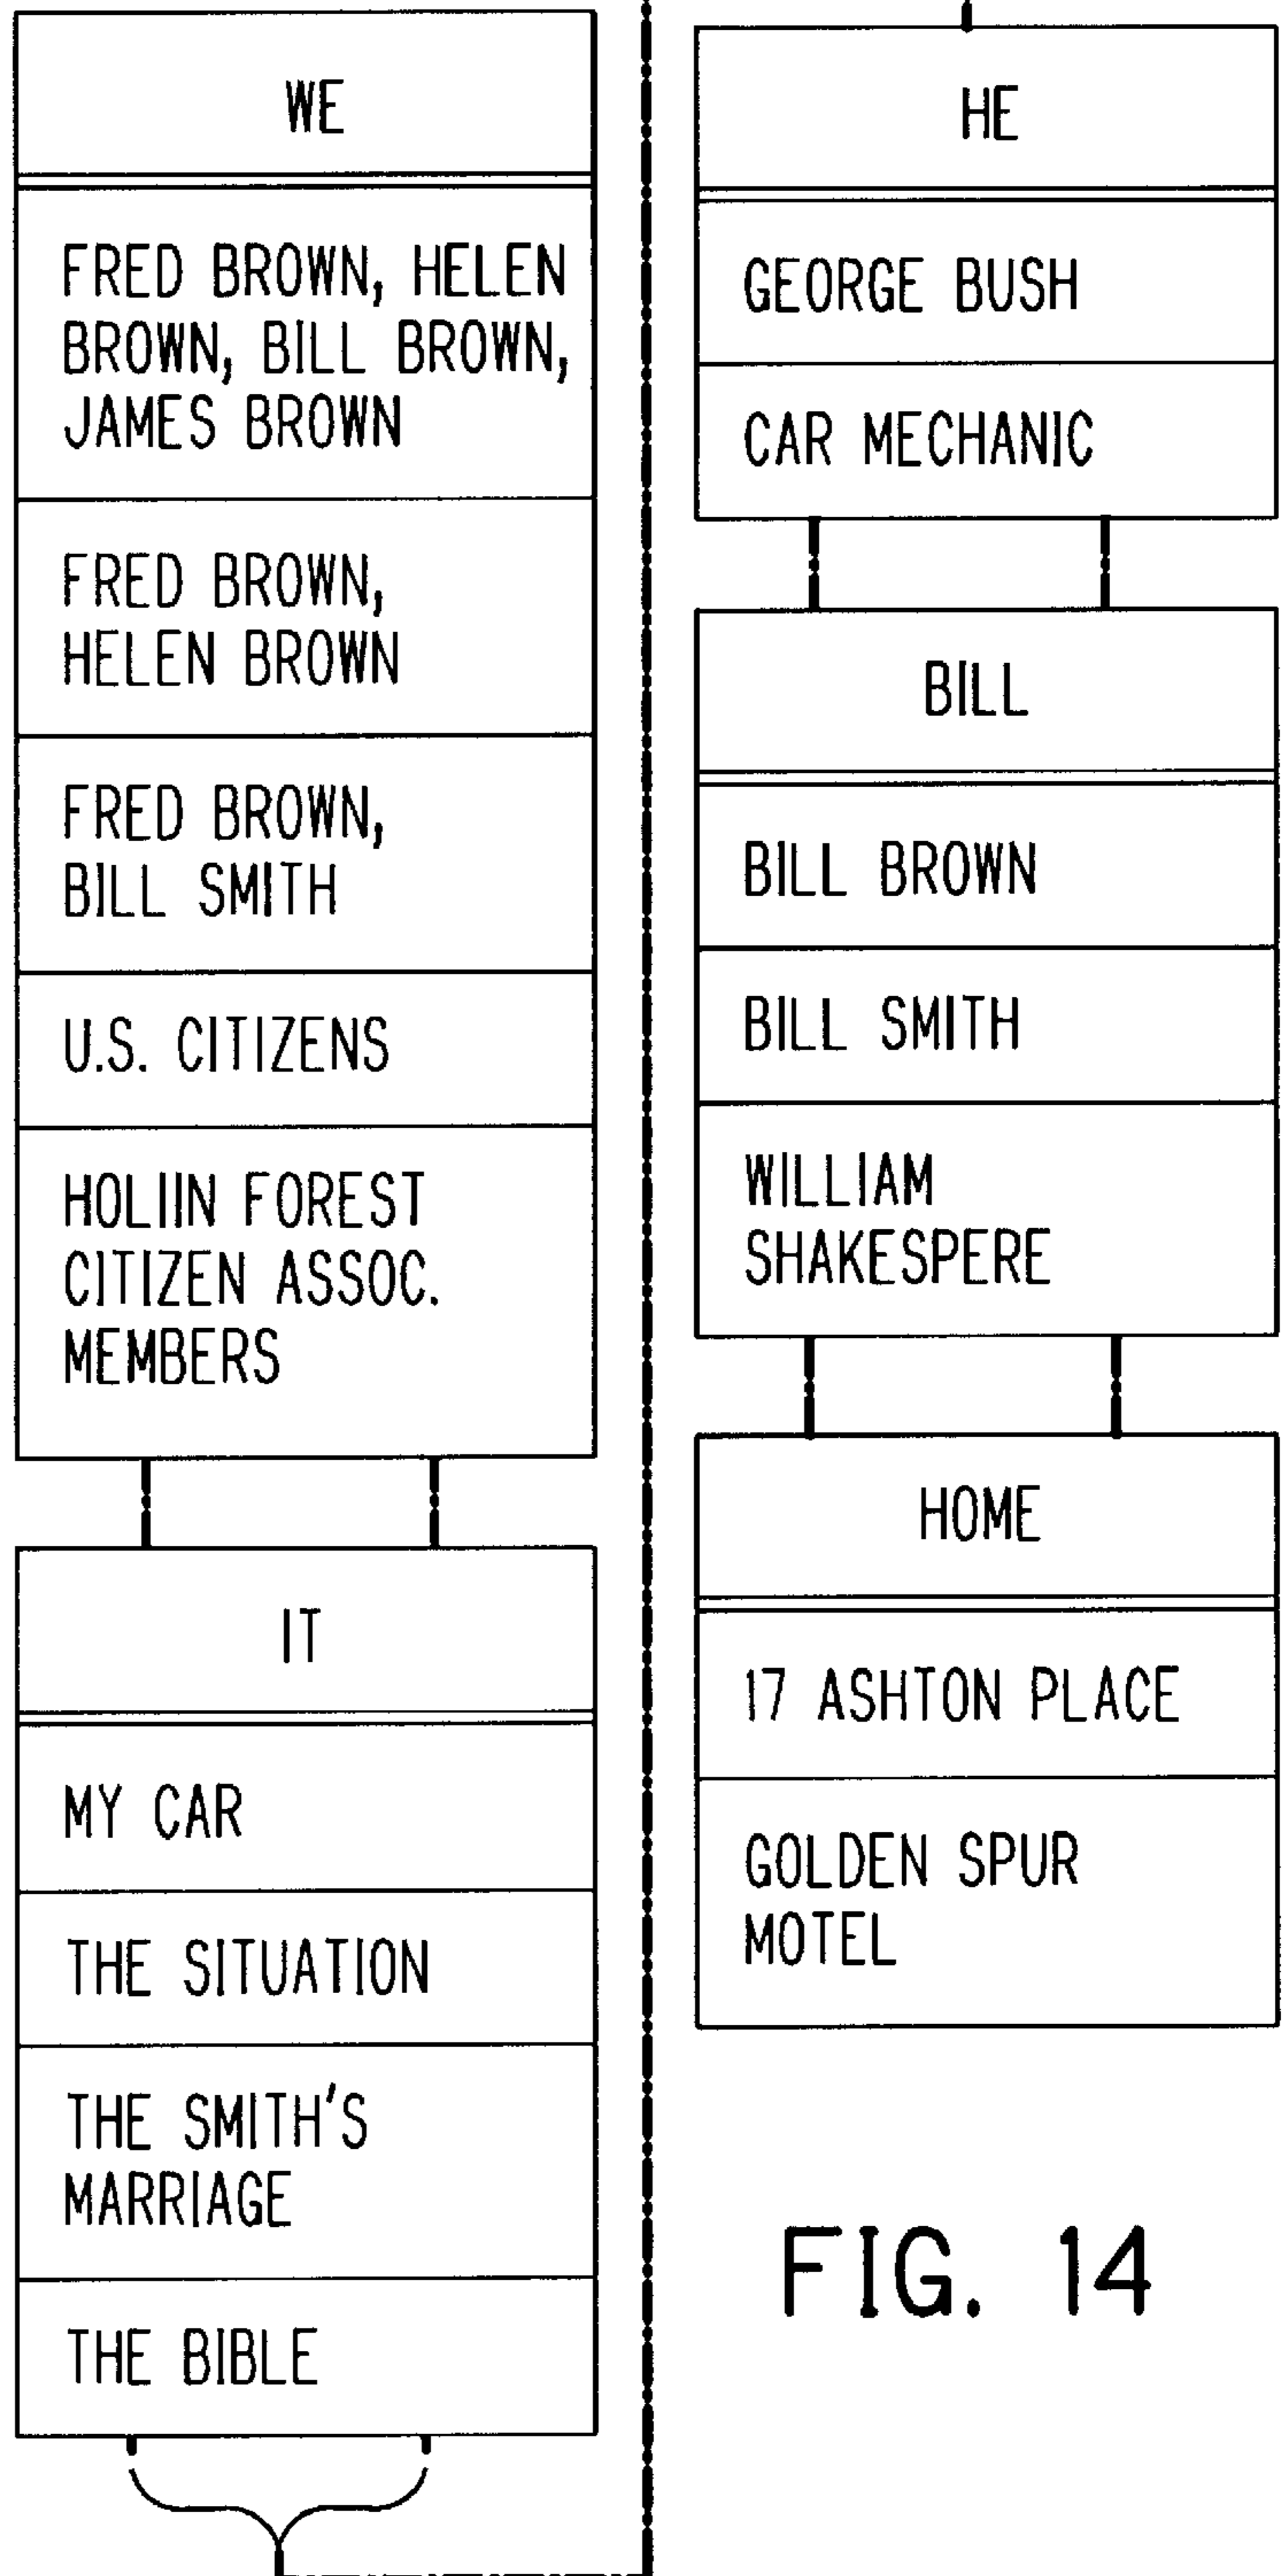 WE
FRED BROWN, HELEN
BROWN, BILL BROWN,
JAMES BROWN
FRED BROWN,
HELEN BROWN
FRED BROWN,
BILL SMITH
U.S. CITIZENS
HOLIIN FOREST
CITIZEN ASSOC.
MEMBERS
IT
MY CAR
THE SITUATION
THE SMITH'S
MARRIAGE
THE BIBLE
HE
GEORGE BUSH
CAR MECHANIC
BILL
BILL BROWN
BILL SMITH
WILLIAM
SHAKESPERE
HOME
17 ASHTON PLACE
GOLDEN SPUR
MOTEL
FIG. 14